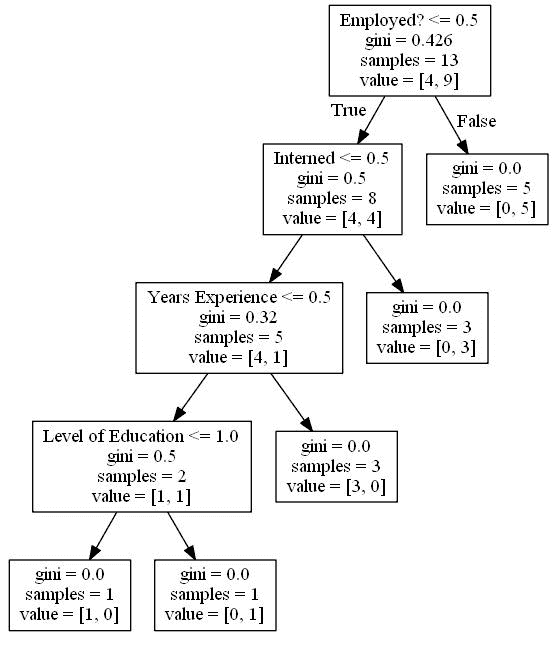 Employed? <= 0.5
gini = 0.426
samples = 13
value = [4, 9]
True
False
Interned <= 0.5
gini = 0.5
samples = 8
value = [4, 4]
gini = 0.0
samples = 5
value = [0, 5]
Years Experience <= 0.5
gini = 0.32
samples = 5
value = [4, 1]
gini = 0.0
samples = 3
value = [0, 3]
Level of Education <= 1.0
gini = 0.5
samples = 2
value = [1, 1]
gini = 0.0
samples = 3
value = [3, 0]
gini = 0.0
samples = 1
value = [1, 0]
gini = 0.0
samples = 1
value = [0, 1]